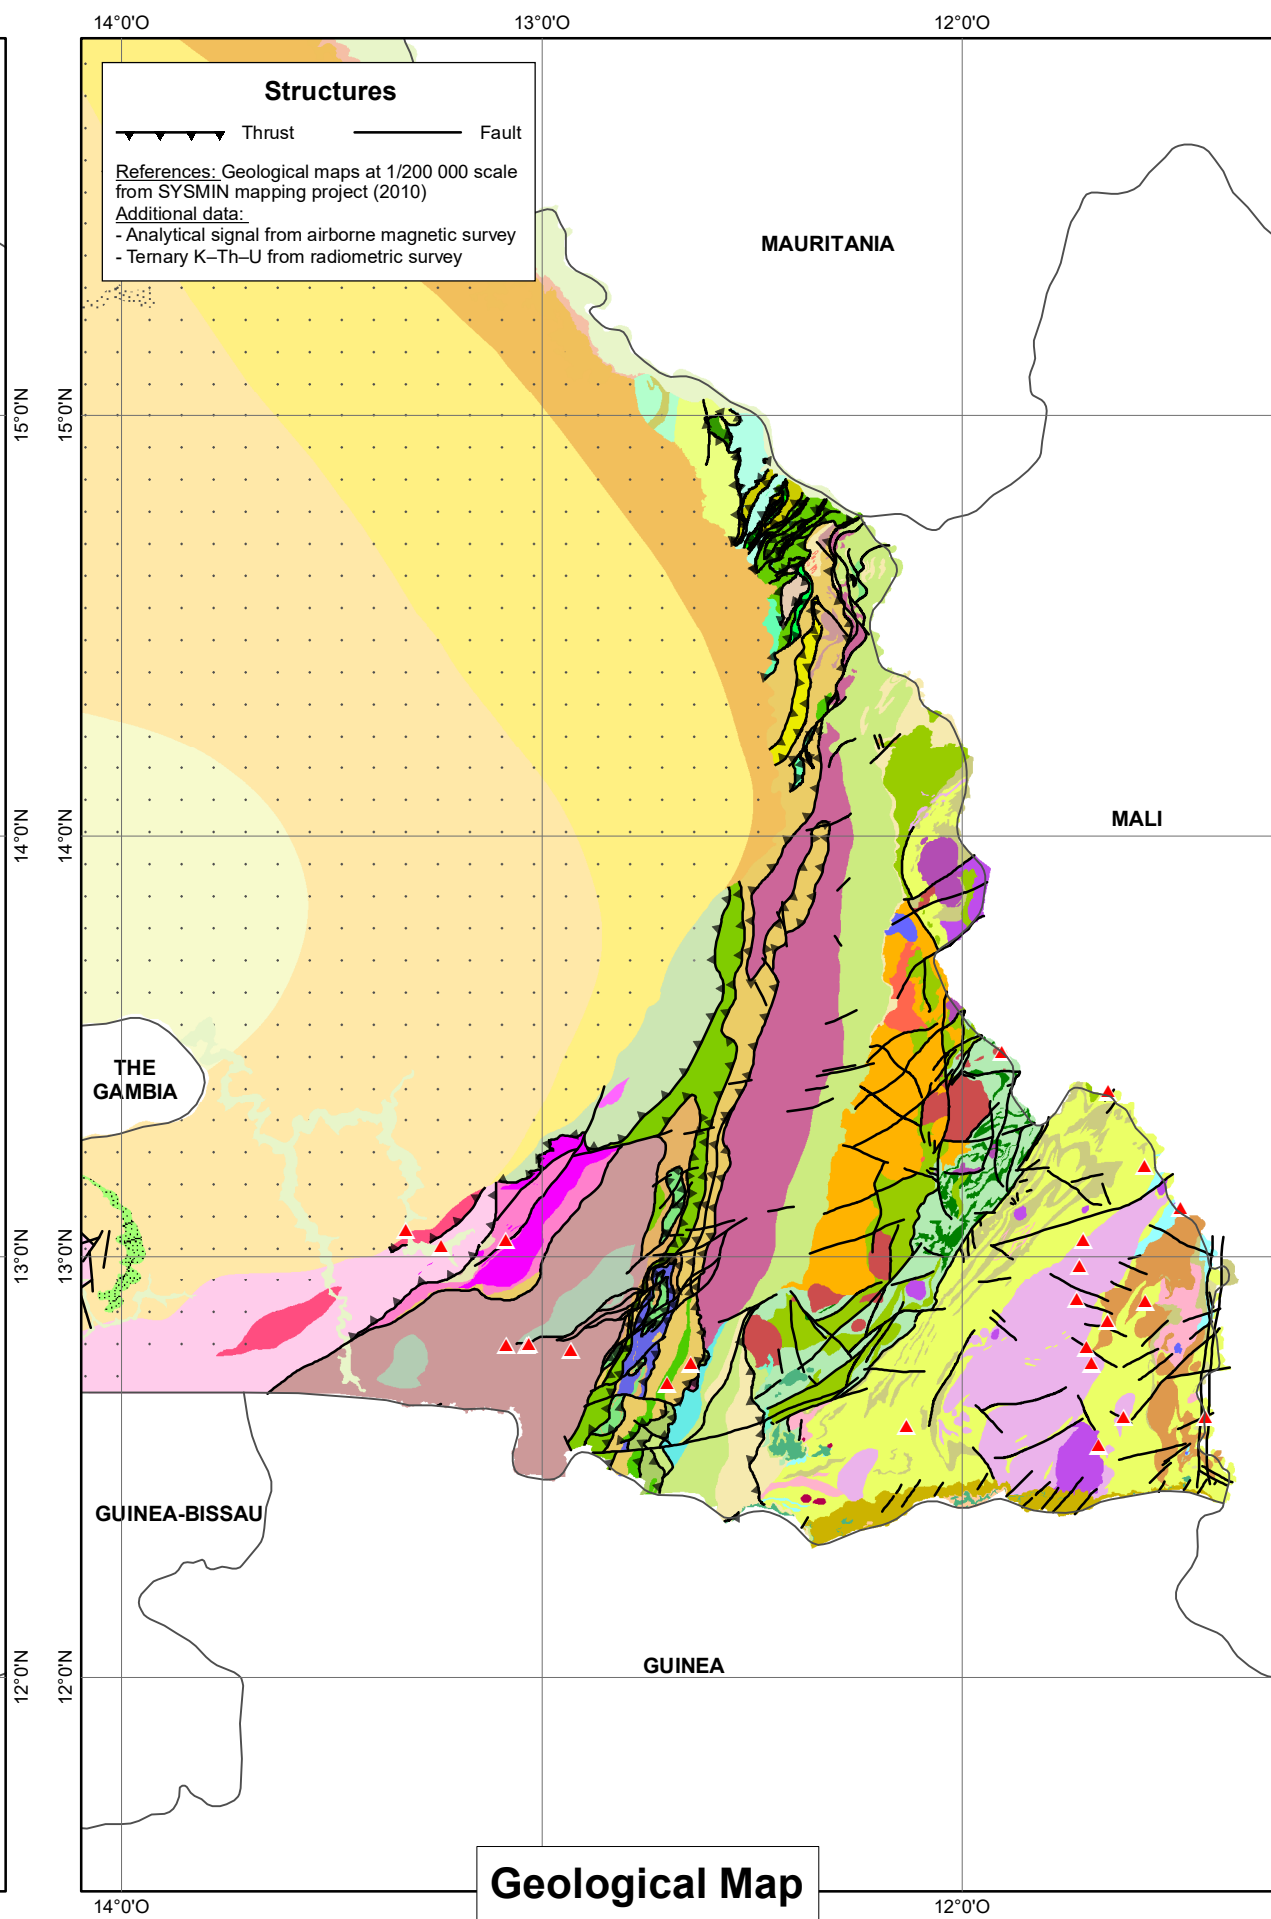 14°0'O
13°0'O
12°0'O
Structures
Thrust
Fault
References: Geological maps at 1/200 000 scale
from SYSMIN mapping project (2010)
Additional data:
- Analytical signal from airborne magnetic survey
- Ternary K–Th–U from radiometric survey
MAURITANIA
15°0'N
15°0'N
MALI
14°0'N
14°0'N
THE
GAMBIA
13°0'N
13°0'N
GUINEA-BISSAU
GUINEA
12°0'N
12°0'N
Geological Map
14°0'O
12°0'O